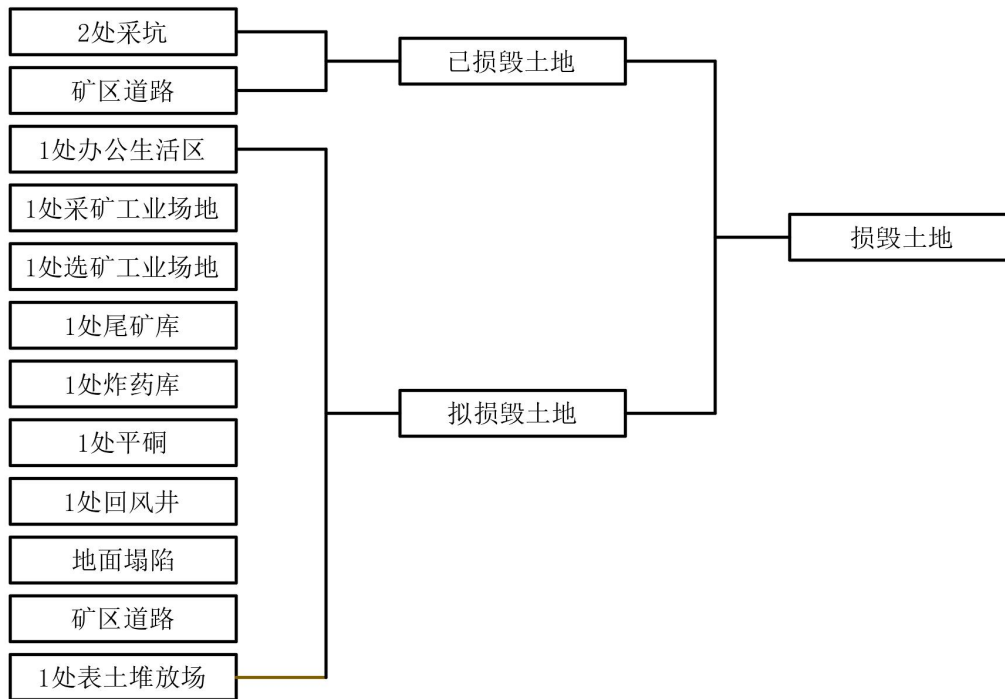 2处采坑
矿区道路
1处办公生活区
1处采矿工业场地
1处选矿工业场地
1处尾矿库
1处炸药库
1处平硐
1处回风井
地面塌陷
矿区道路
1处表土堆放场
已损毁土地
拟损毁土地
损毁土地